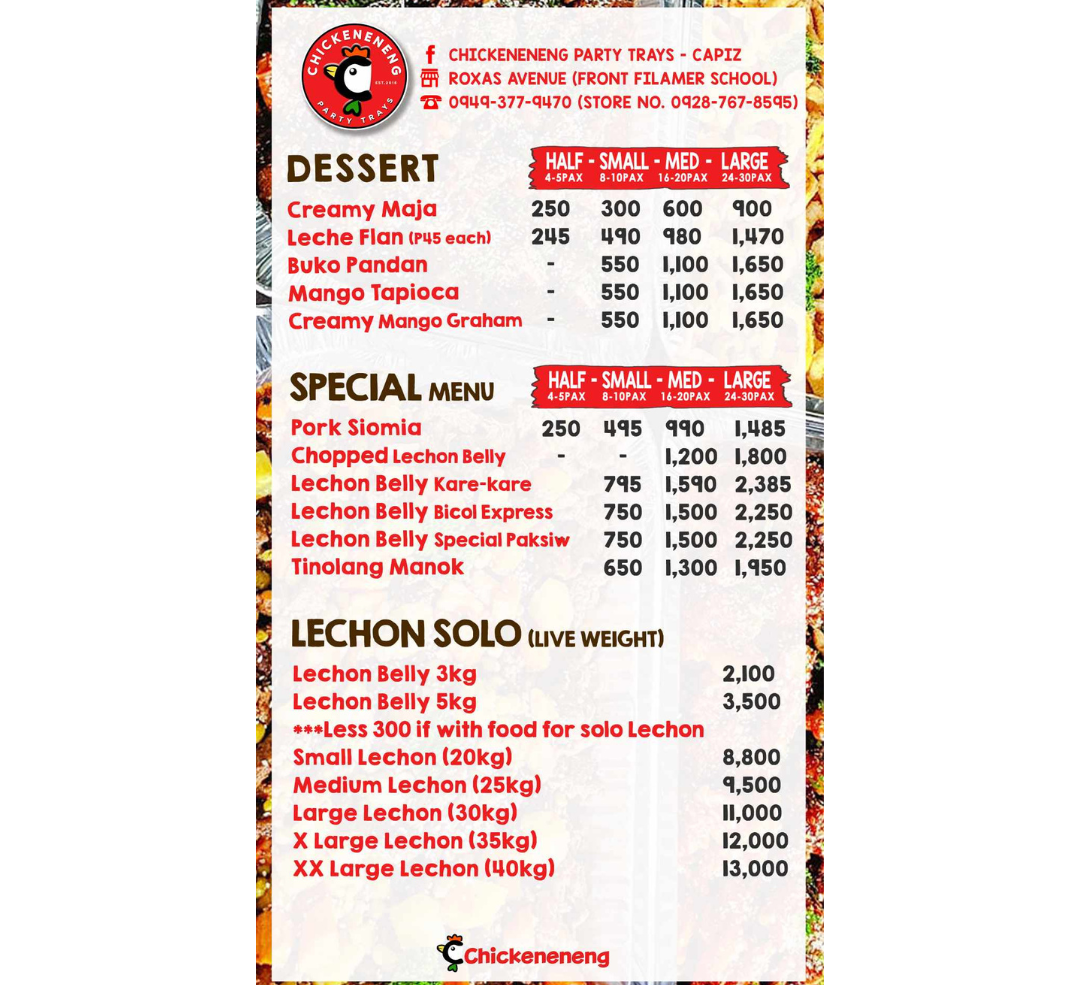 CHICKENENENG
EST. 2018
PARTY TRAYS
CHICKENENENG PARTY TRAYS - CAPIZ
ROXAS AVENUE (FRONT FILAMER SCHOOL)
0949-377-9470 (STORE NO. 0928-767-8595)
DESSERT HALF - SMALL - MED - LARGE
4-5PAX 8-10PAX 16-20PAX 24-30PAX
Creamy Maja 250 300 600 900
Leche Flan (P45 each) 245 490 980 1,470
Buko Pandan - 550 1,100 1,650
Mango Tapioca - 550 1,100 1,650
Creamy Mango Graham - 550 1,100 1,650
SPECIAL MENU HALF - SMALL - MED - LARGE
4-5PAX 8-10PAX 16-20PAX 24-30PAX
Pork Siomia 250 495 990 1,485
Chopped Lechon Belly - - 1,200 1,800
Lechon Belly Kare-kare 795 1,590 2,385
Lechon Belly Bicol Express 750 1,500 2,250
Lechon Belly Special Paksiw 750 1,500 2,250
Tinolang Manok 650 1,300 1,950
LECHON SOLO (LIVE WEIGHT)
Lechon Belly 3kg 2,100
Lechon Belly 5kg 3,500
***Less 300 if with food for solo Lechon
Small Lechon (20kg) 8,800
Medium Lechon (25kg) 9,500
Large Lechon (30kg) 11,000
X Large Lechon (35kg) 12,000
XX Large Lechon (40kg) 13,000
Chickeneneng